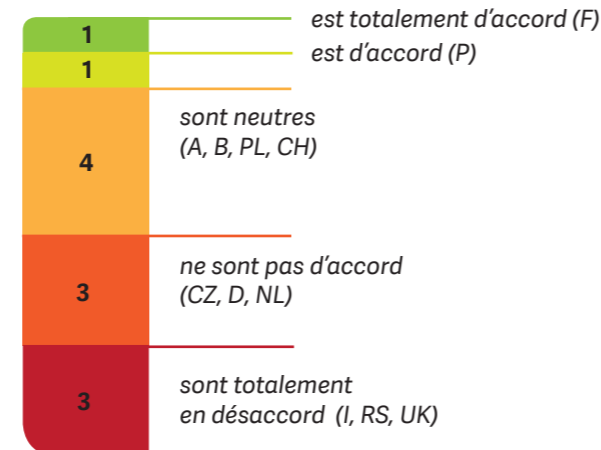 1
est totalement d’accord (F)
1
est d’accord (P)
4
sont neutres
(A, B, PL, CH)
3
ne sont pas d’accord
(CZ, D, NL)
3
sont totalement
en désaccord (I, RS, UK)